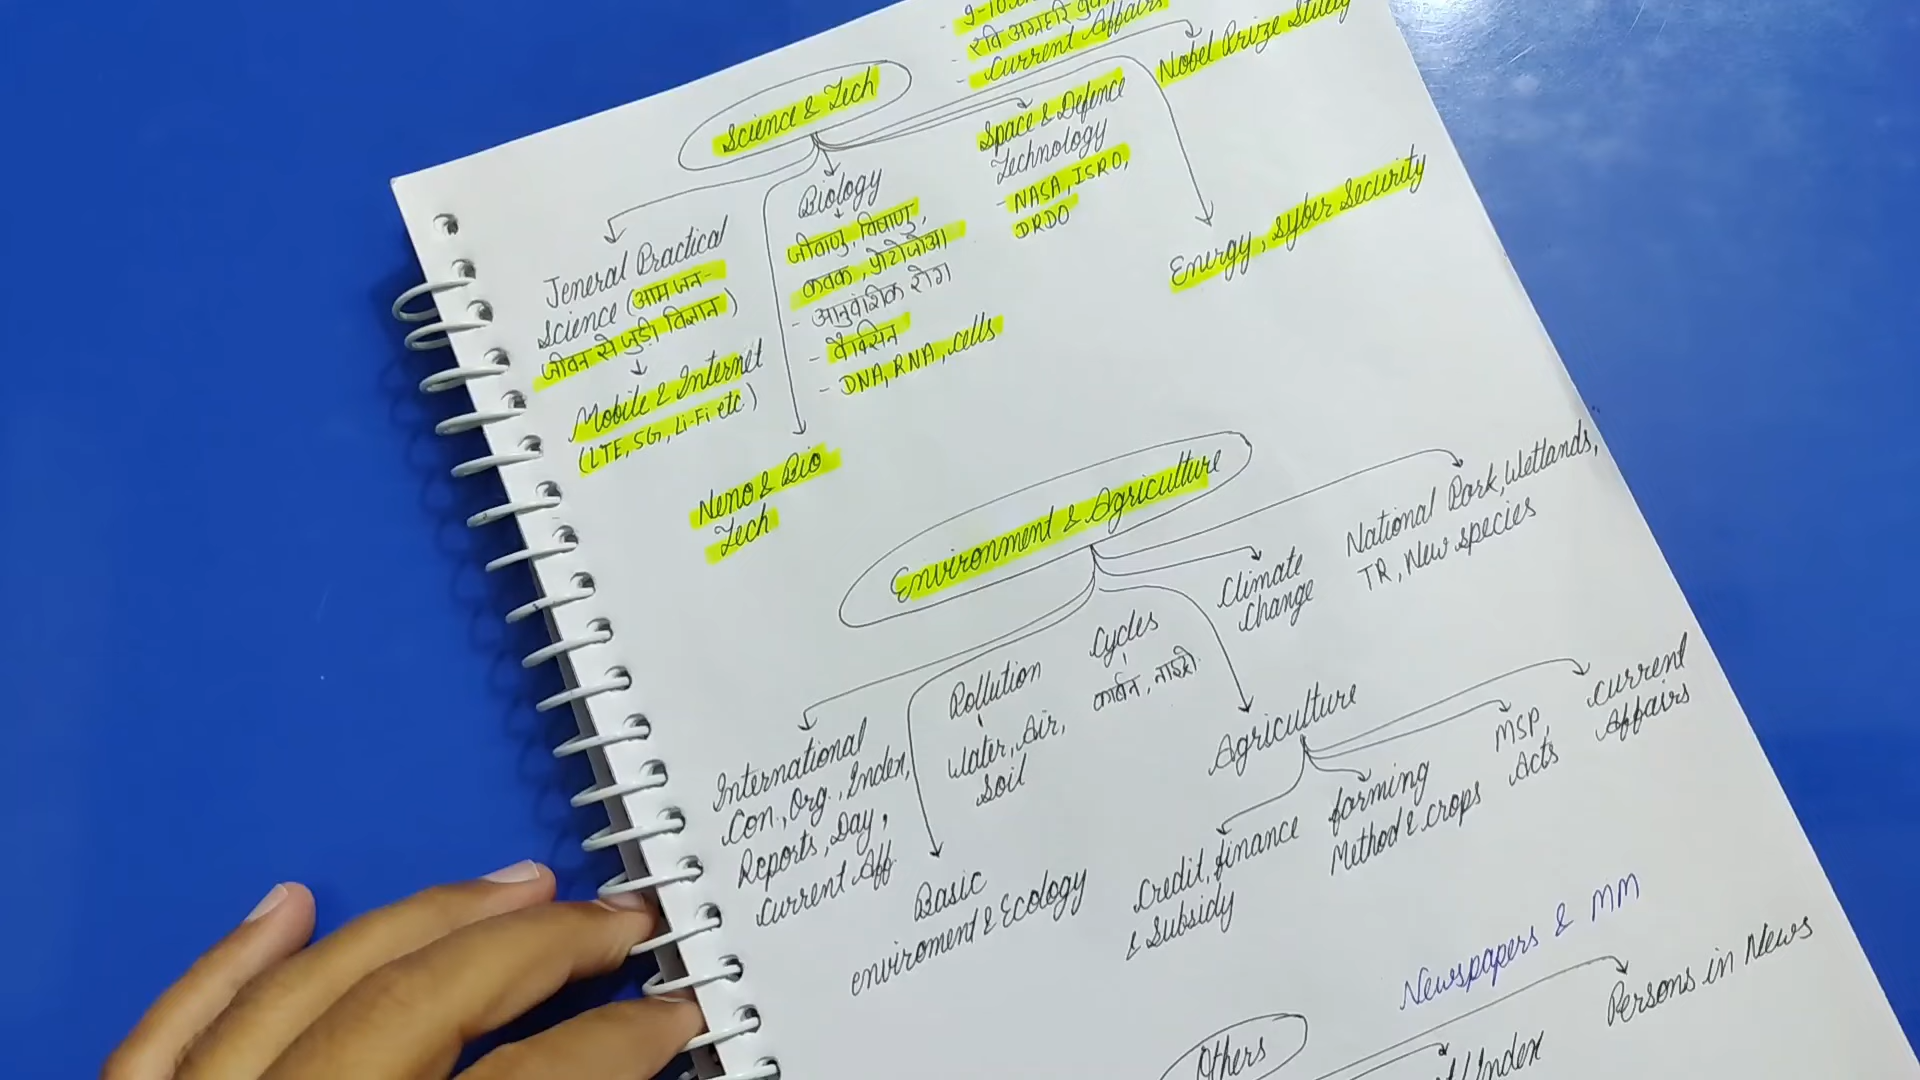 रवि अग्रहरि
- Current Affairs
Science & Tech
Nobel Prize Study
Space & Defence
Technology
- NASA, ISRO,
DRDO
Energy, Syber Security
Biology
जीवाणु, विषाणु,
कवक, प्रोटोजोआ
- आनुवंशिक रोग
- वैक्सिन
- DNA, RNA, Cells
Jeneral Practical
Science (आम जन-
जीवन से जुड़ी विज्ञान)
Mobile & Internet
(LTE, 5G, Li-Fi etc.)
Neno & Bio
Tech
Environment & Agriculture
National Park, Wetlands,
TR, New species
Climate
Change
Cycles
कार्बन, नाइट्रो.
Pollution
Water, Air,
Soil
International
Con., Org., Index,
Reports, Day,
Current Aff.
Basic
enviroment & Ecology
Agriculture
Current
Affairs
MSP,
Acts
farming
Method & Crops
Credit, finance
& Subsidy
Newspapers & MM
Others
Persons in News
Index